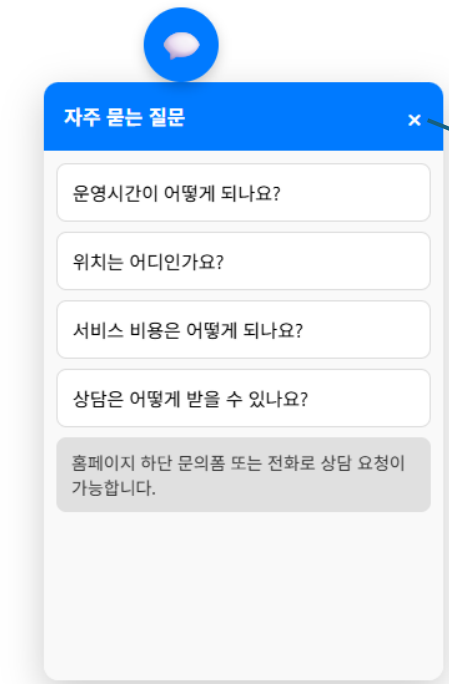 자주 묻는 질문 ×
운영시간이 어떻게 되나요?
위치는 어디인가요?
서비스 비용은 어떻게 되나요?
상담은 어떻게 받을 수 있나요?
홈페이지 하단 문의폼 또는 전화로 상담 요청이
가능합니다.